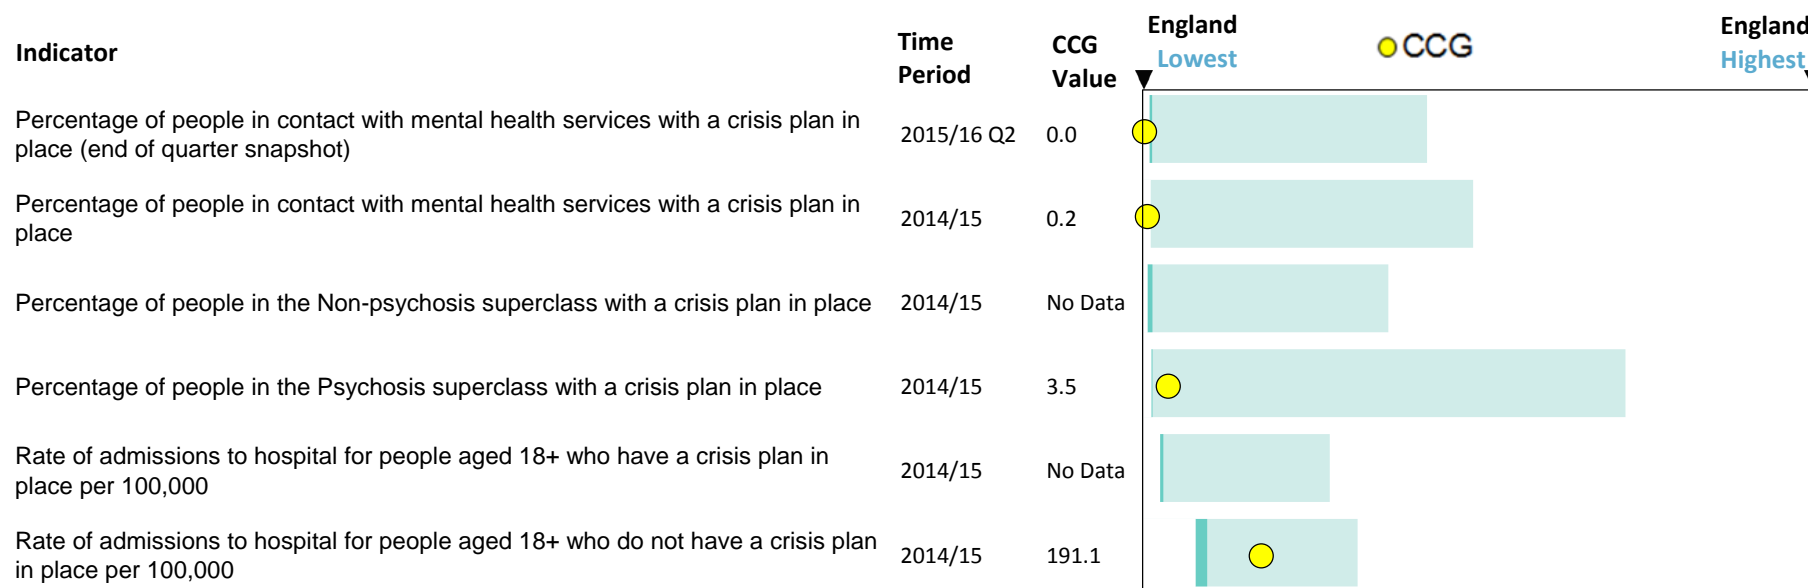 Indicator
Time
Period
CCG
Value
England
Lowest
CCG
England
Highest
Percentage of people in contact with mental health services with a crisis plan in
place (end of quarter snapshot)
2015/16 Q2
0.0
Percentage of people in contact with mental health services with a crisis plan in
place
2014/15
0.2
Percentage of people in the Non-psychosis superclass with a crisis plan in place
2014/15
No Data
Percentage of people in the Psychosis superclass with a crisis plan in place
2014/15
3.5
Rate of admissions to hospital for people aged 18+ who have a crisis plan in
place per 100,000
2014/15
No Data
Rate of admissions to hospital for people aged 18+ who do not have a crisis plan
in place per 100,000
2014/15
191.1